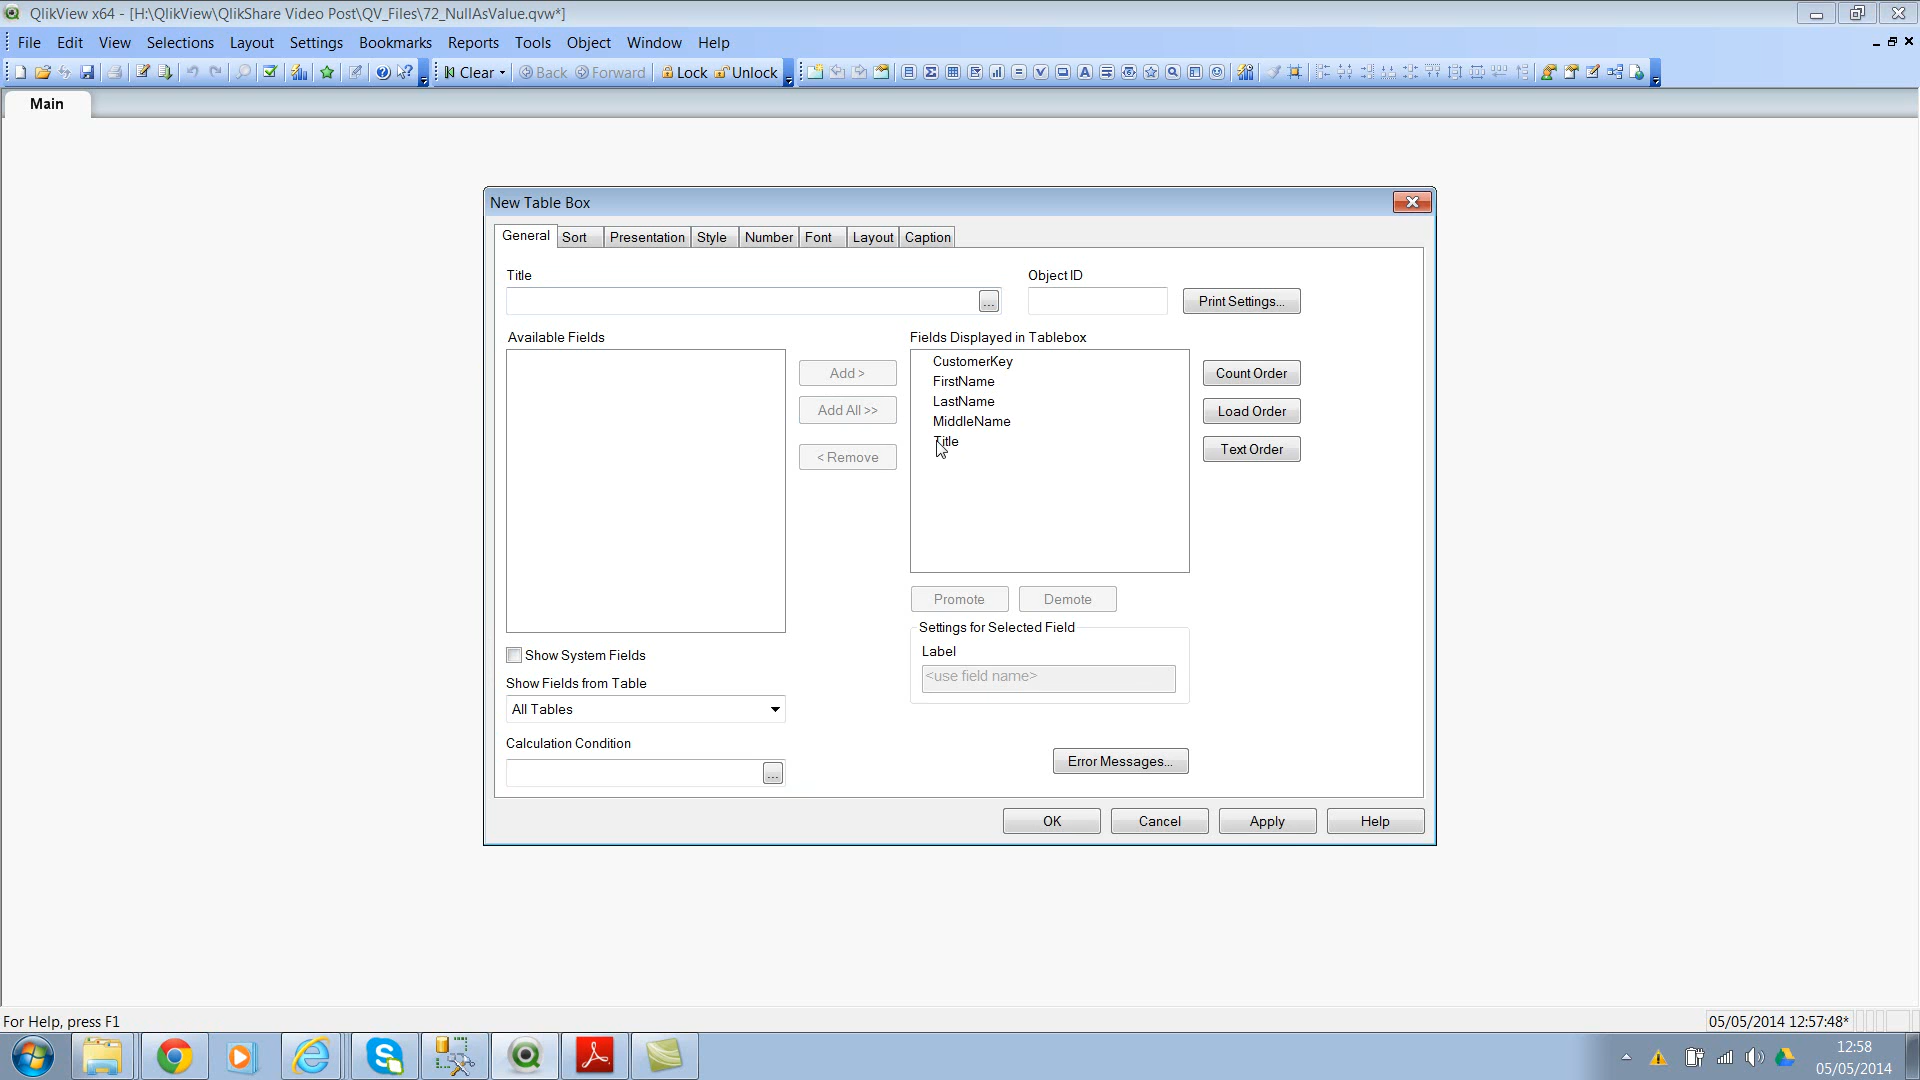 QlikView x64 - [H:\QlikView\QlikShare Video Post\QV_Files\72_NullAsValue.qvw*]
File Edit View Selections Layout Settings Bookmarks Reports Tools Object Window Help
Clear Back Forward Lock Unlock
Main
New Table Box
General Sort Presentation Style Number Font Layout Caption
Title Object ID
... Print Settings...
Available Fields Fields Displayed in Tablebox
CustomerKey
FirstName
LastName
MiddleName
Title
Add >
Add All >>
< Remove
Count Order
Load Order
Text Order
Promote Demote
Settings for Selected Field
Label
<use field name>
Show System Fields
Show Fields from Table
All Tables
Calculation Condition
...
Error Messages...
OK Cancel Apply Help
For Help, press F1 05/05/2014 12:57:48*
12:58
05/05/2014